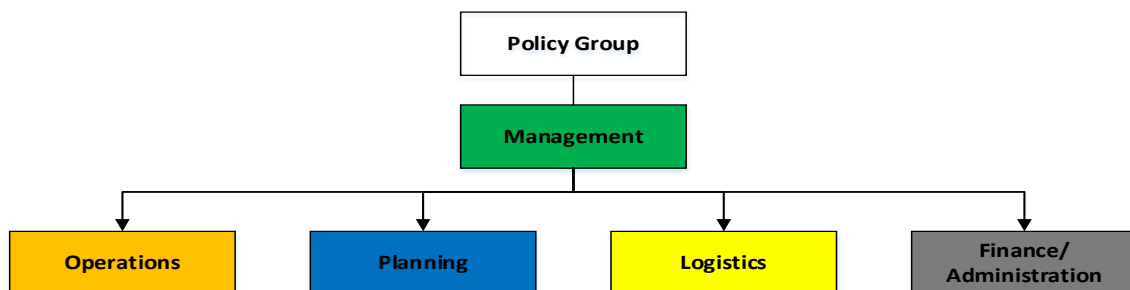 Policy Group
Management
Operations
Planning
Logistics
Finance/
Administration